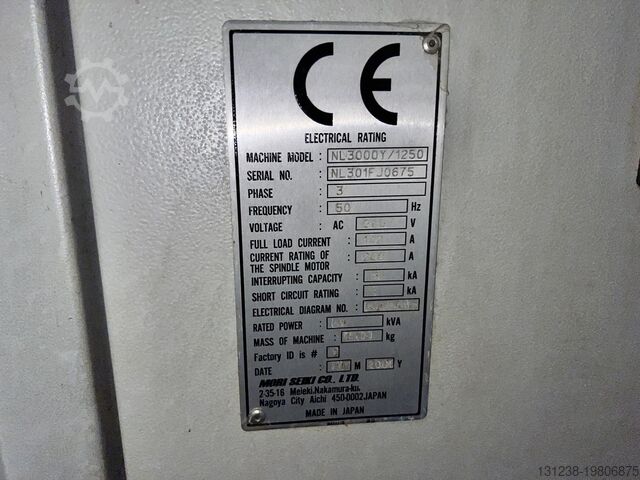 CE
ELECTRICAL RATING
MACHINE MODEL : NL3000Y/1250
SERIAL NO. : NL301FJ0675
PHASE : 3
FREQUENCY : 50 Hz
VOLTAGE : AC V
FULL LOAD CURRENT : A
CURRENT RATING OF
THE SPINDLE MOTOR : A
INTERRUPTING CAPACITY : kA
SHORT CIRCUIT RATING : kA
ELECTRICAL DIAGRAM NO. :
RATED POWER : kVA
MASS OF MACHINE : kg
Factory ID is #
DATE : M Y
MORI SEIKI CO., LTD.
2-35-16 Meieki,Nakamura-ku,
Nagoya City Aichi 450-0002,JAPAN
MADE IN JAPAN
131238-19806875